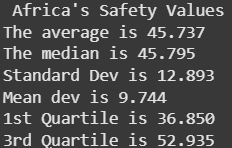 Africa's Safety Values
The average is 45.737
The median is 45.795
Standard Dev is 12.893
Mean dev is 9.744
1st Quartile is 36.850
3rd Quartile is 52.935